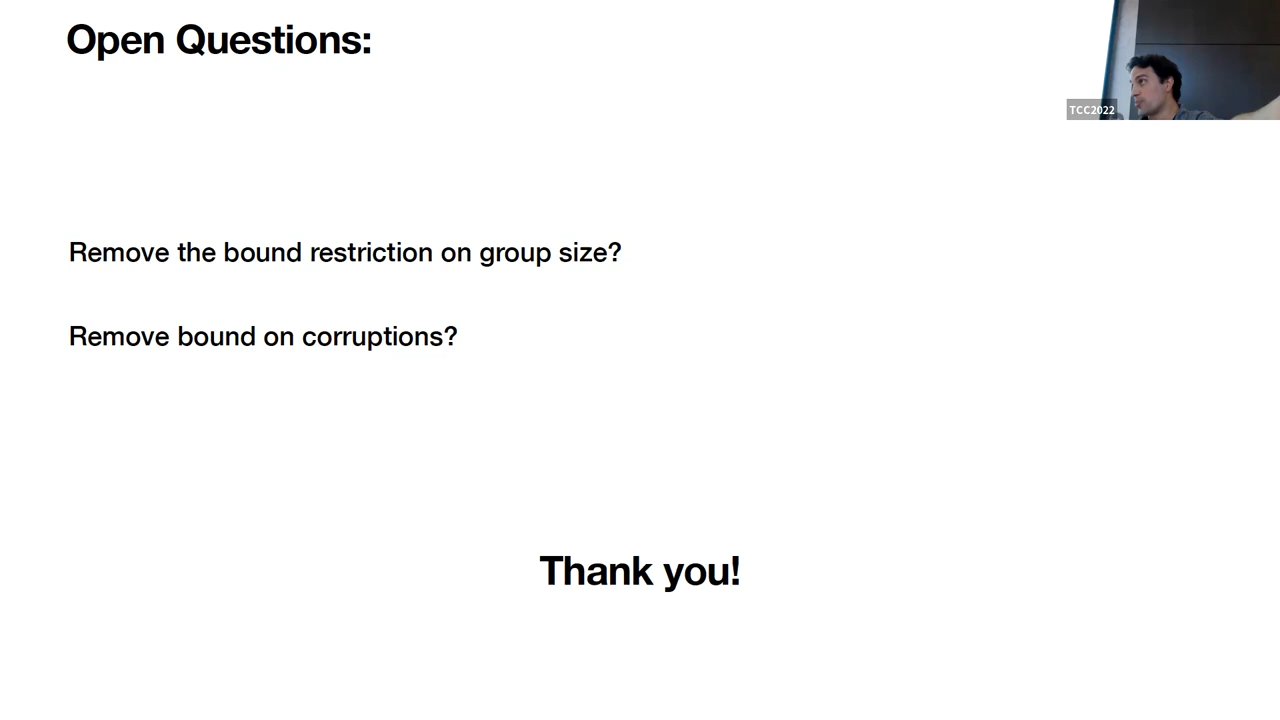 Open Questions:
TCC2022
Remove the bound restriction on group size?
Remove bound on corruptions?
Thank you!